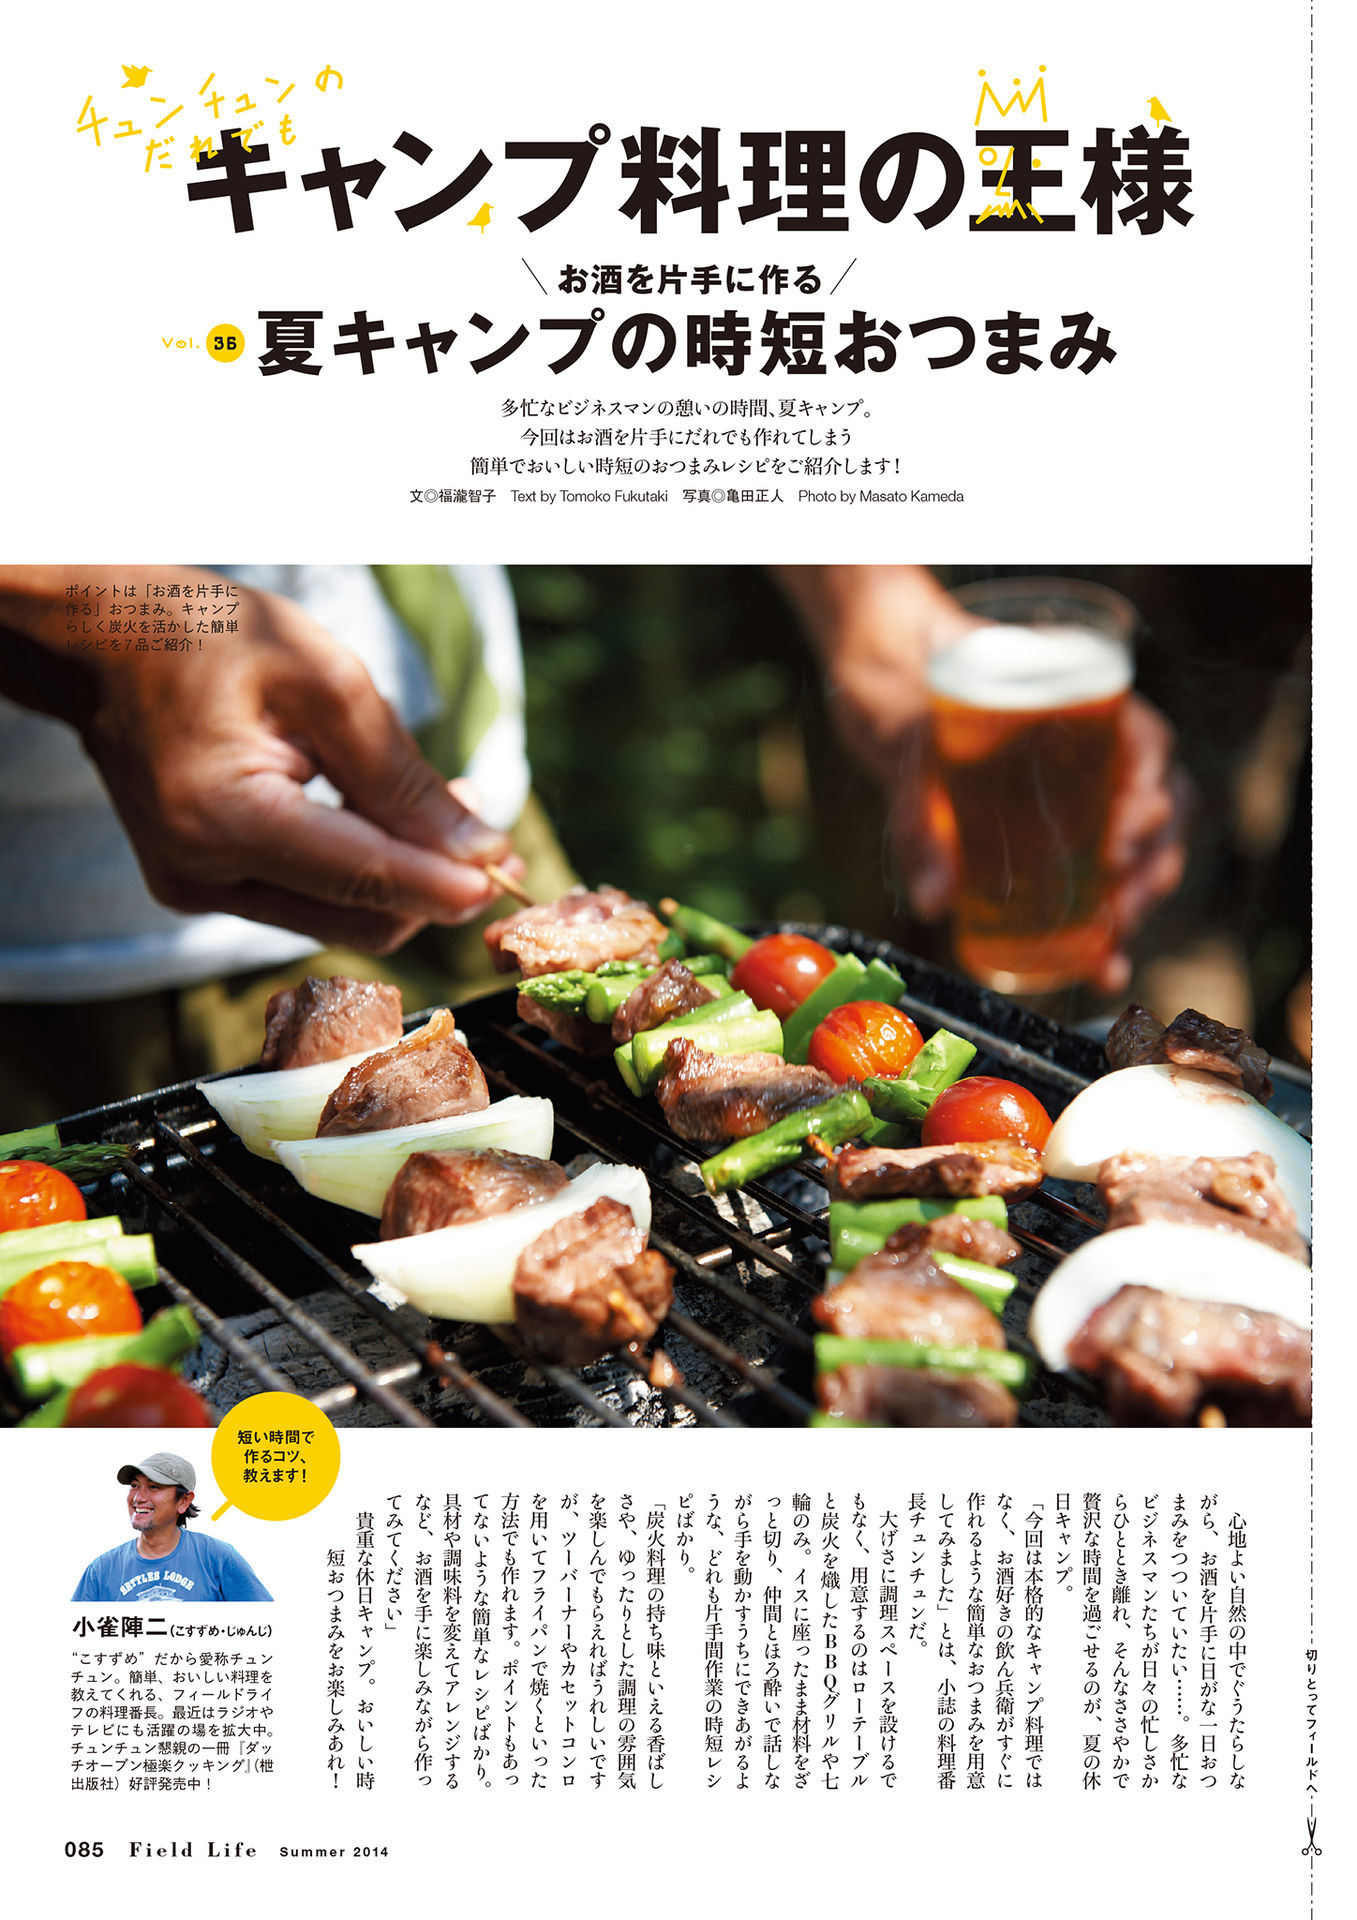 チュンチュンの
だれでも
キャンプ料理の王様
お酒を片手に作る
Vol. 36
夏キャンプの時短おつまみ
多忙なビジネスマンの憩いの時間、夏キャンプ。
今回はお酒を片手にだれでも作れてしまう
簡単でおいしい時短のおつまみレシピをご紹介します！
文◎福瀧智子　Text by Tomoko Fukutaki　写真◎亀田正人　Photo by Masato Kameda
ポイントは「お酒を片手に
作る」おつまみ。キャンプ
らしく炭火を活かした簡単
レシピを7品ご紹介！
心地よい自然の中でぐうたらしな
がら、お酒を片手に日がな一日おつ
まみをつついていたい……。多忙な
ビジネスマンたちが日々の忙しさか
らひととき離れ、そんなささやかで
贅沢な時間を過ごせるのが、夏の休
日キャンプ。
「今回は本格的なキャンプ料理では
なく、お酒好きの飲ん兵衛がすぐに
作れるような簡単なおつまみを用意
してみました」とは、小誌の料理番
長チュンチュンだ。
大げさに調理スペースを設けるで
もなく、用意するのはローテーブル
と炭火を熾したBBQグリルや七
輪のみ。イスに座ったまま材料をざ
っと切り、仲間とほろ酔いで話しな
がら手を動かすうちにできあがるよ
うな、どれも片手間作業の時短レシ
ピばかり。
「炭火料理の持ち味といえる香ばし
さや、ゆったりとした調理の雰囲気
を楽しんでもらえればうれしいです
が、ツーバーナーやカセットコンロ
を用いてフライパンで焼くといった
方法でも作れます。ポイントもあっ
てないような簡単なレシピばかり。
具材や調味料を変えてアレンジする
など、お酒を手に楽しみながら作っ
てみてください」
貴重な休日キャンプ。おいしい時
短おつまみをお楽しみあれ！
短い時間で
作るコツ、
教えます！
SETTLES LODGE
小雀陣二(こすずめ・じゅんじ)
“こすずめ”だから愛称チュン
チュン。簡単、おいしい料理を
教えてくれる、フィールドライ
フの料理番長。最近はラジオや
テレビにも活躍の場を拡大中。
チュンチュン懇親の一冊『ダッ
チオーブン極楽クッキング』（枻
出版社）好評発売中！
切りとってフィールドへ
085 Field Life Summer 2014